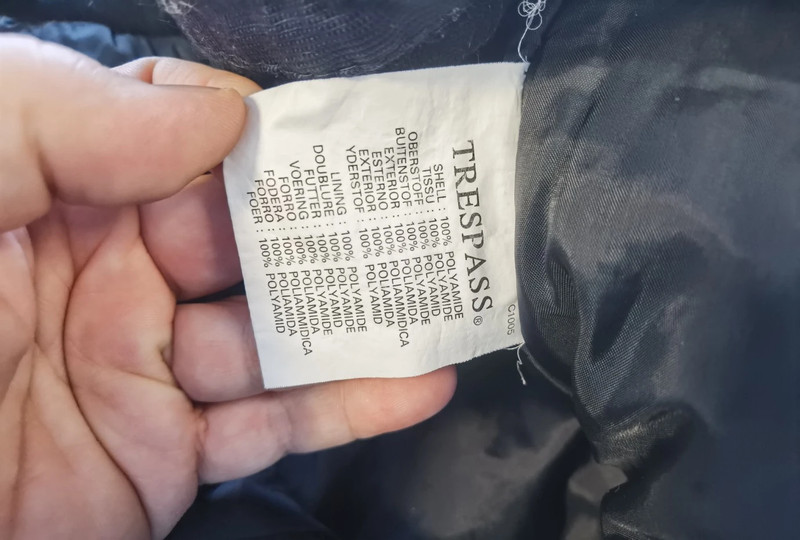 C1005
TRESPASS®
SHELL : 100% POLYAMIDE
TISSU : 100% POLYAMIDE
OBERSTOFF : 100% POLYAMID
BUITENSTOF : 100% POLYAMIDE
EXTERIOR : 100% POLIAMIDA
ESTERNO : 100% POLIAMMIDICA
EXTERIOR : 100% POLIAMIDA
YDERSTOF : 100% POLYAMID
LINING : 100% POLYAMIDE
DOUBLURE : 100% POLYAMIDE
FUTTER : 100% POLYAMID
VOERING : 100% POLYAMIDE
FORRO : 100% POLIAMIDA
FODERA : 100% POLIAMMIDICA
FORRO : 100% POLIAMIDA
FOER : 100% POLYAMID